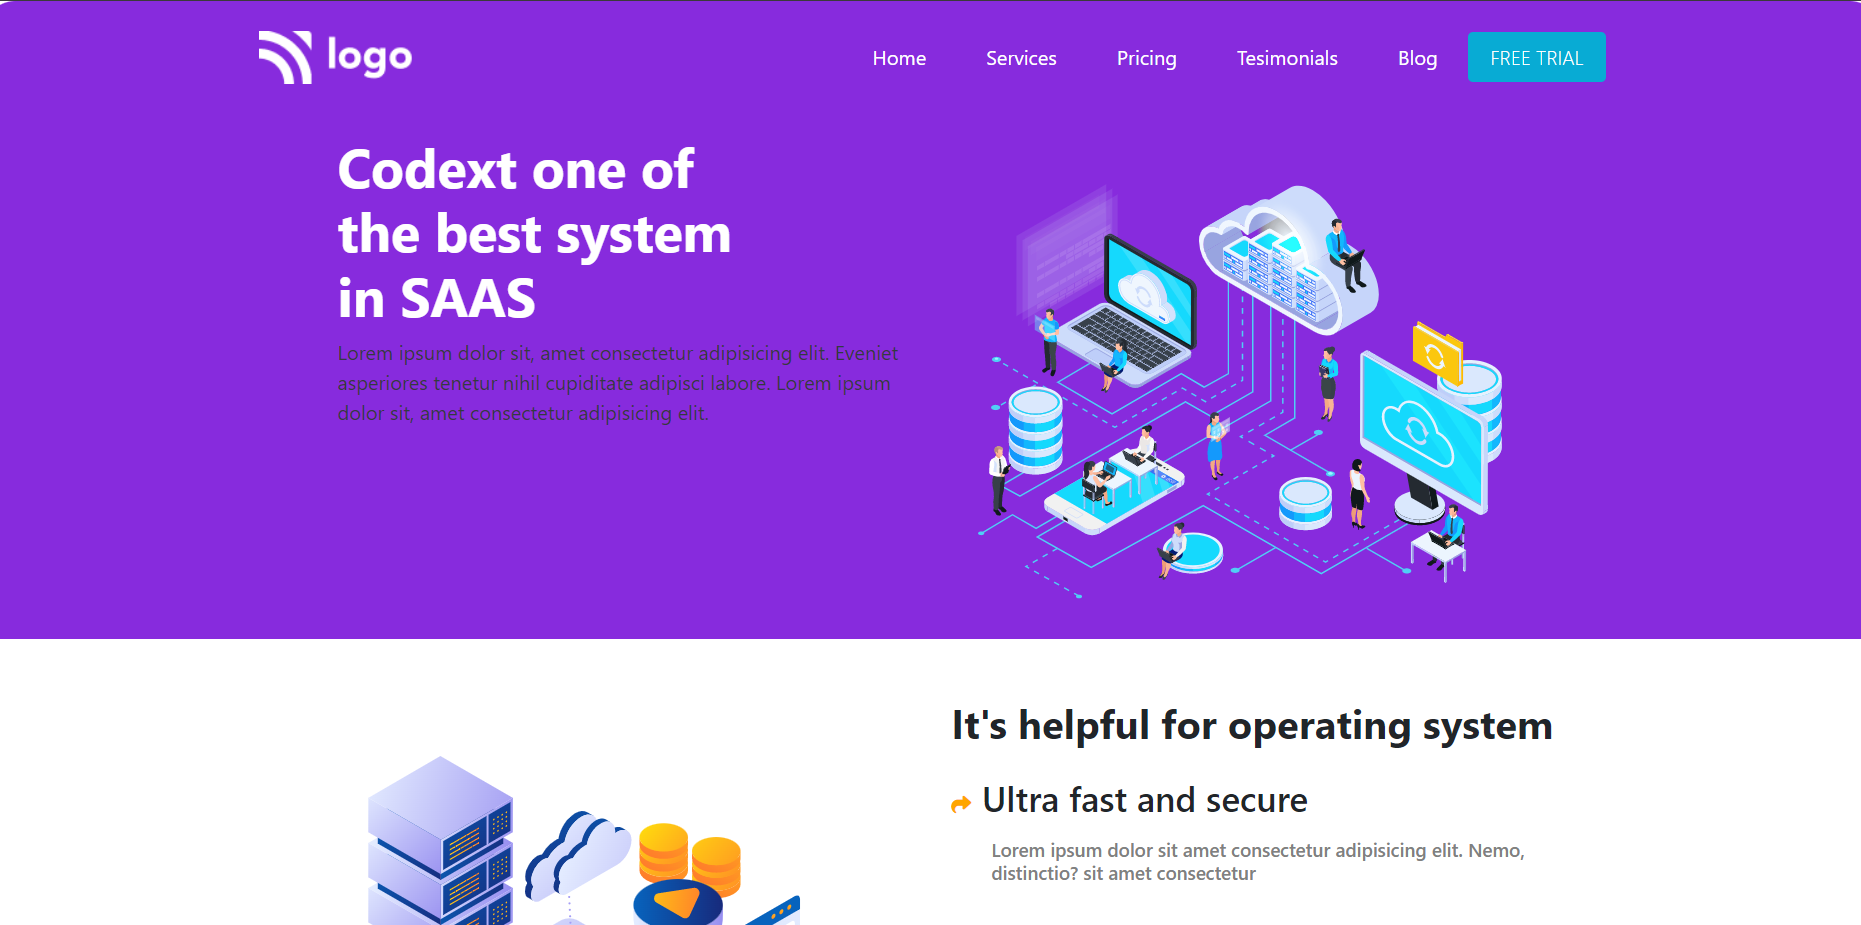 logo
Home Services Pricing Tesimonials Blog FREE TRIAL
Codext one of
the best system
in SAAS
Lorem ipsum dolor sit, amet consectetur adipisicing elit. Eveniet
asperiores tenetur nihil cupiditate adipisci labore. Lorem ipsum
dolor sit, amet consectetur adipisicing elit.
It's helpful for operating system
Ultra fast and secure
Lorem ipsum dolor sit amet consectetur adipisicing elit. Nemo,
distinctio? sit amet consectetur